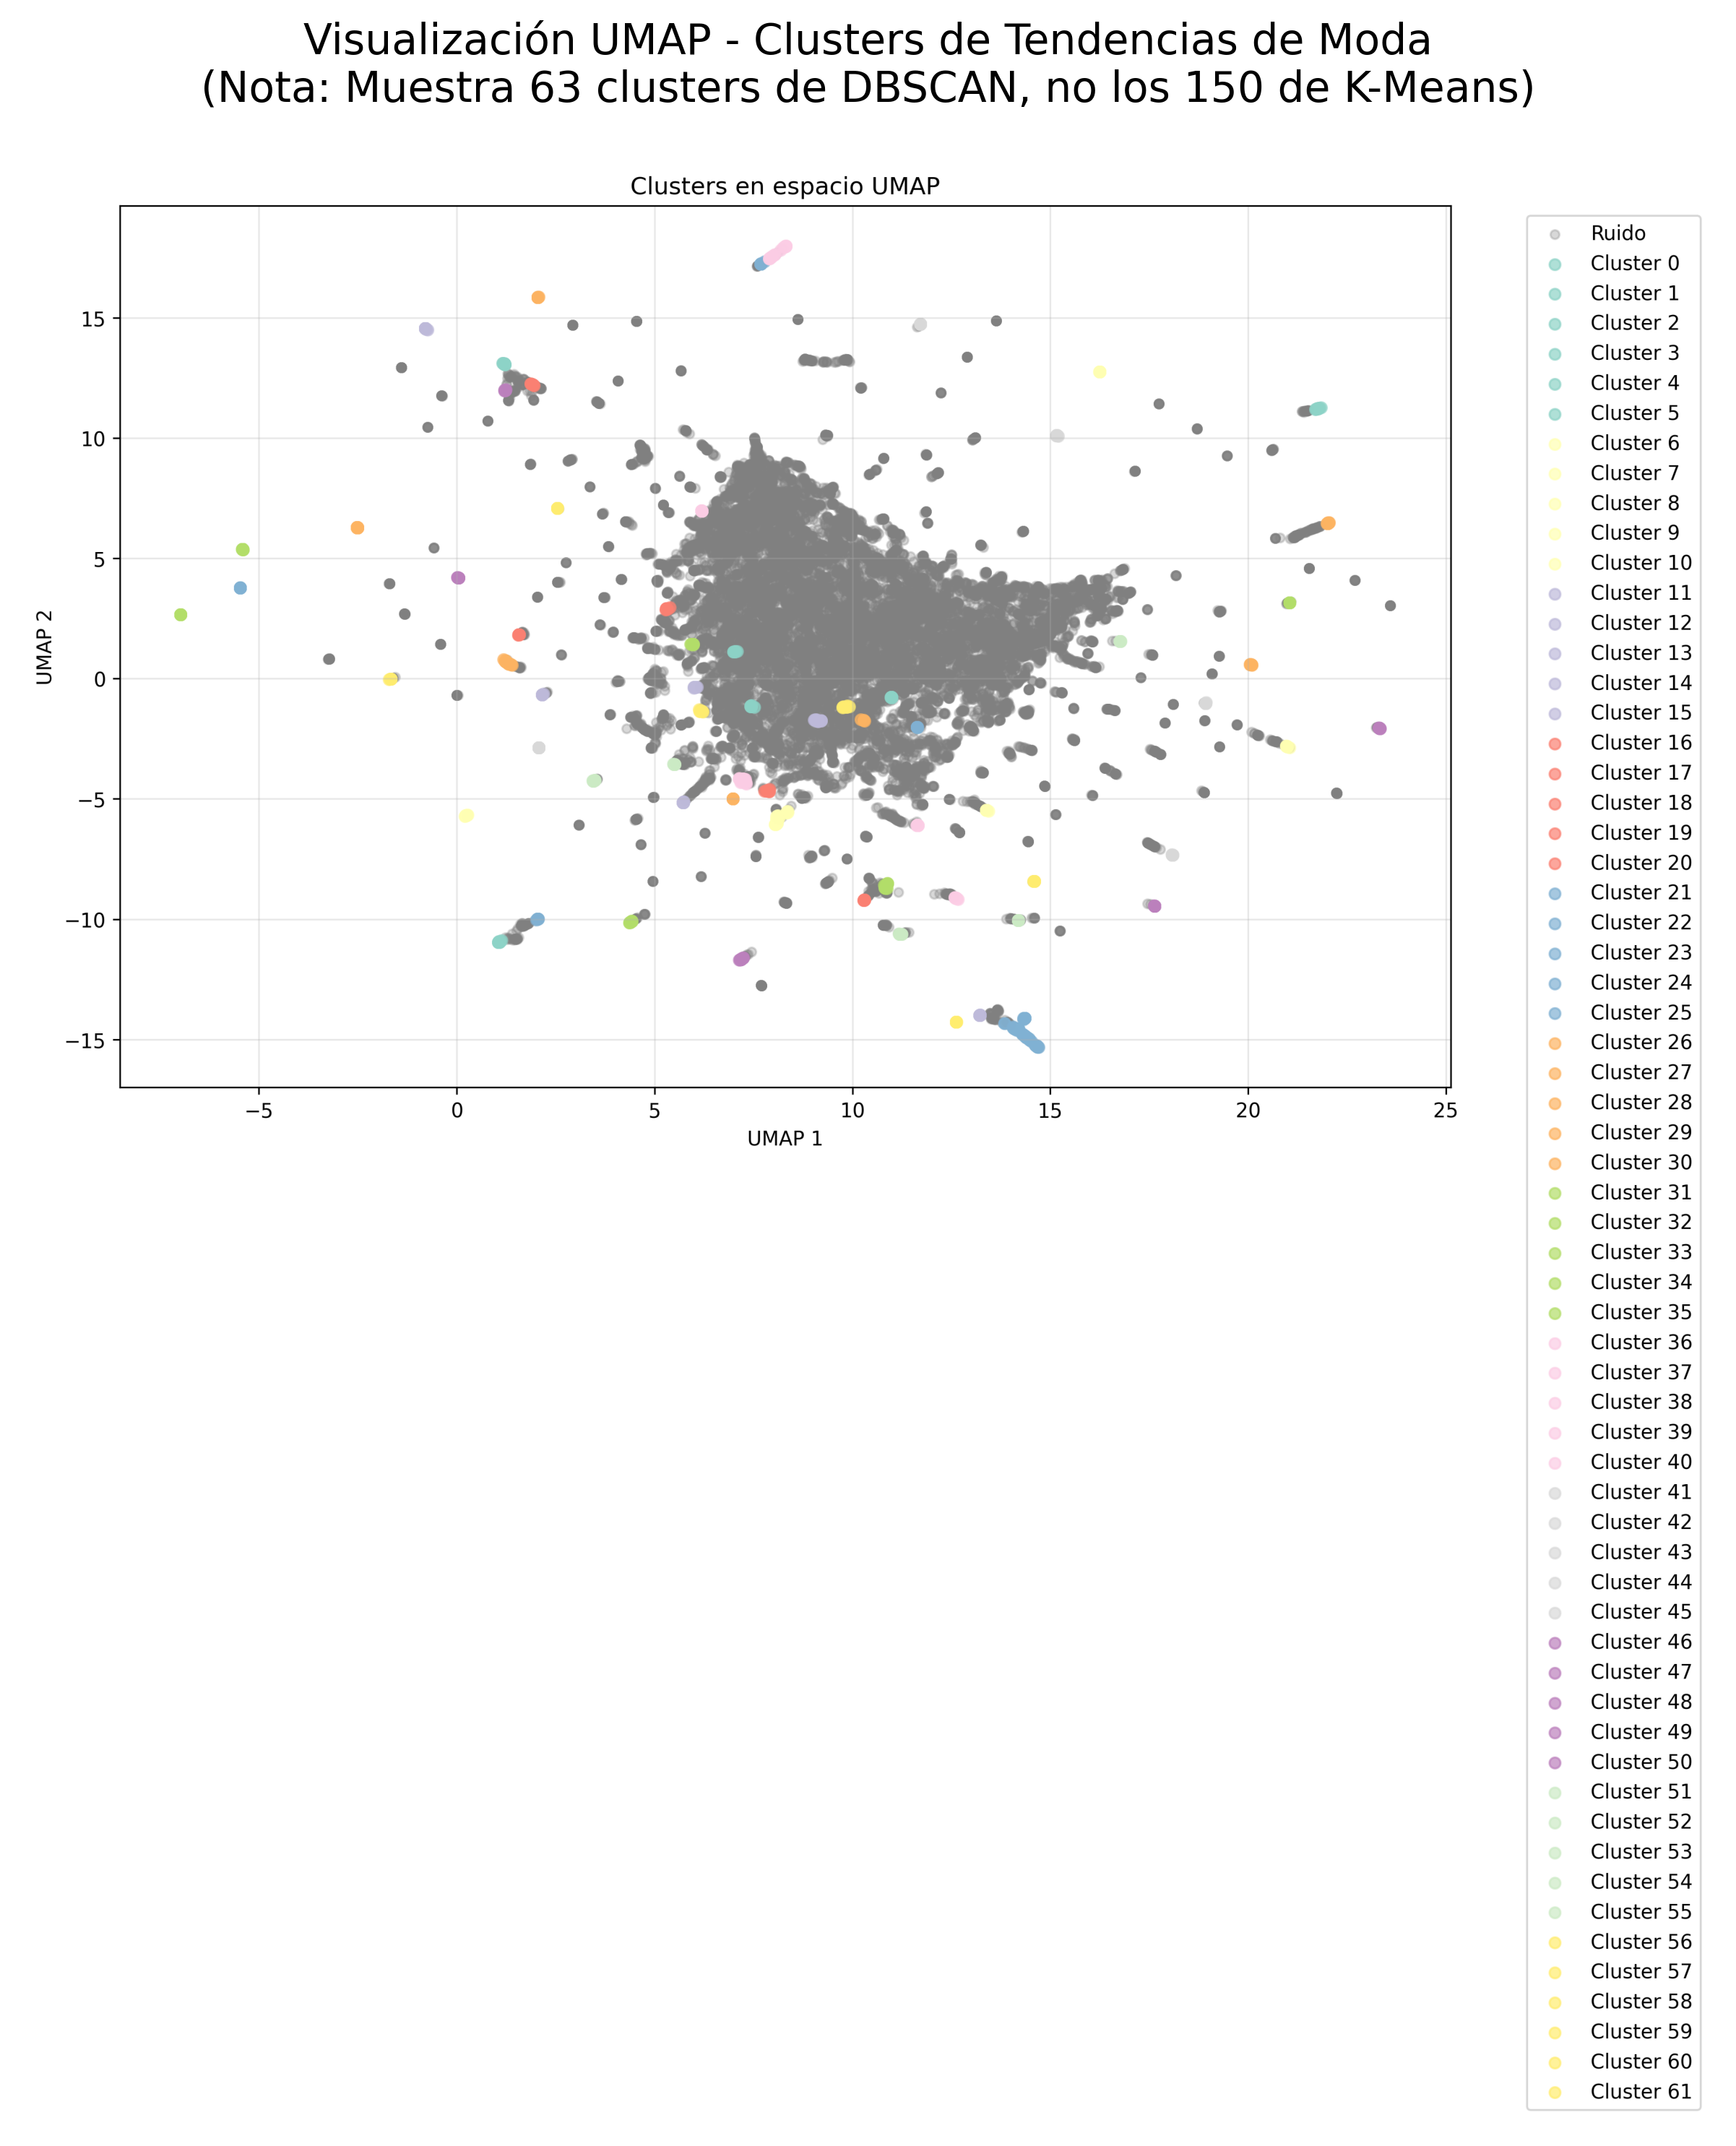 Visualización UMAP - Clusters de Tendencias de Moda
(Nota: Muestra 63 clusters de DBSCAN, no los 150 de K-Means)
Clusters en espacio UMAP
15
10
5
0
−5
−10
−15
UMAP 2
−5
0
5
10
15
20
25
UMAP 1
Ruido
Cluster 0
Cluster 1
Cluster 2
Cluster 3
Cluster 4
Cluster 5
Cluster 6
Cluster 7
Cluster 8
Cluster 9
Cluster 10
Cluster 11
Cluster 12
Cluster 13
Cluster 14
Cluster 15
Cluster 16
Cluster 17
Cluster 18
Cluster 19
Cluster 20
Cluster 21
Cluster 22
Cluster 23
Cluster 24
Cluster 25
Cluster 26
Cluster 27
Cluster 28
Cluster 29
Cluster 30
Cluster 31
Cluster 32
Cluster 33
Cluster 34
Cluster 35
Cluster 36
Cluster 37
Cluster 38
Cluster 39
Cluster 40
Cluster 41
Cluster 42
Cluster 43
Cluster 44
Cluster 45
Cluster 46
Cluster 47
Cluster 48
Cluster 49
Cluster 50
Cluster 51
Cluster 52
Cluster 53
Cluster 54
Cluster 55
Cluster 56
Cluster 57
Cluster 58
Cluster 59
Cluster 60
Cluster 61